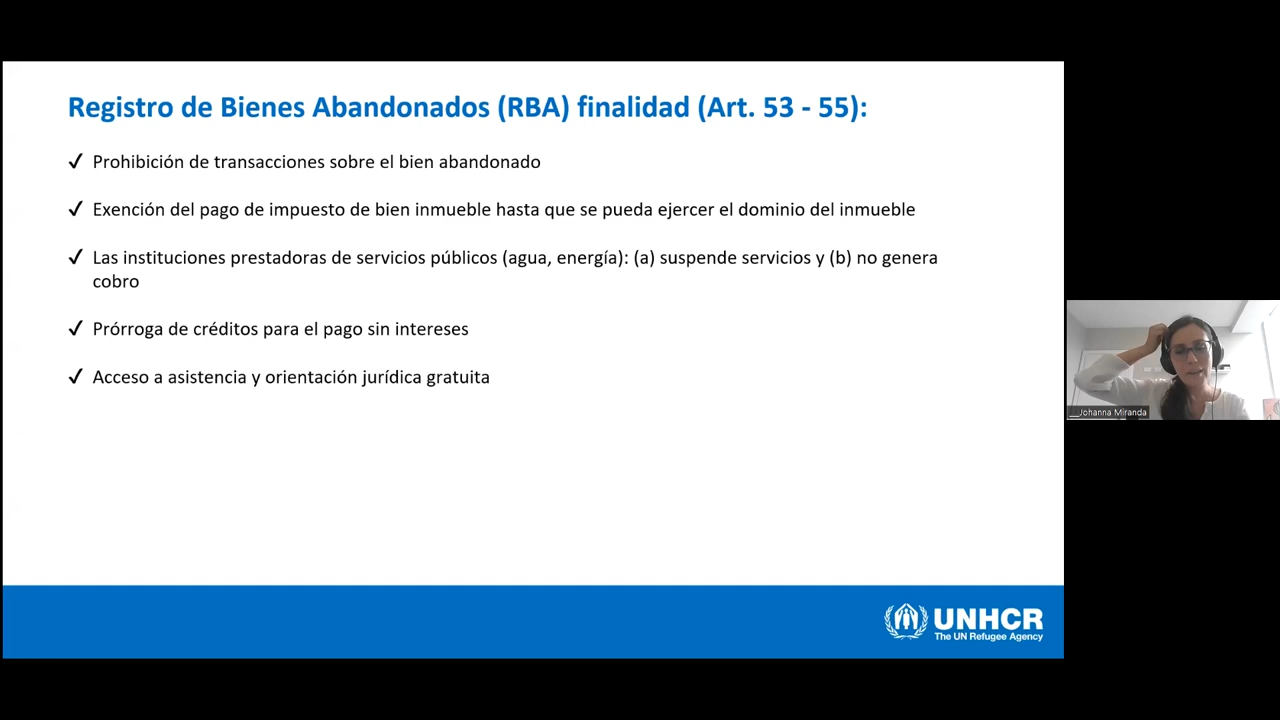 Registro de Bienes Abandonados (RBA) finalidad (Art. 53 - 55):
✓ Prohibición de transacciones sobre el bien abandonado
✓ Exención del pago de impuesto de bien inmueble hasta que se pueda ejercer el dominio del inmueble
✓ Las instituciones prestadoras de servicios públicos (agua, energía): (a) suspende servicios y (b) no genera
cobro
✓ Prórroga de créditos para el pago sin intereses
✓ Acceso a asistencia y orientación jurídica gratuita
__Johanna Miranda
UNHCR
The UN Refugee Agency